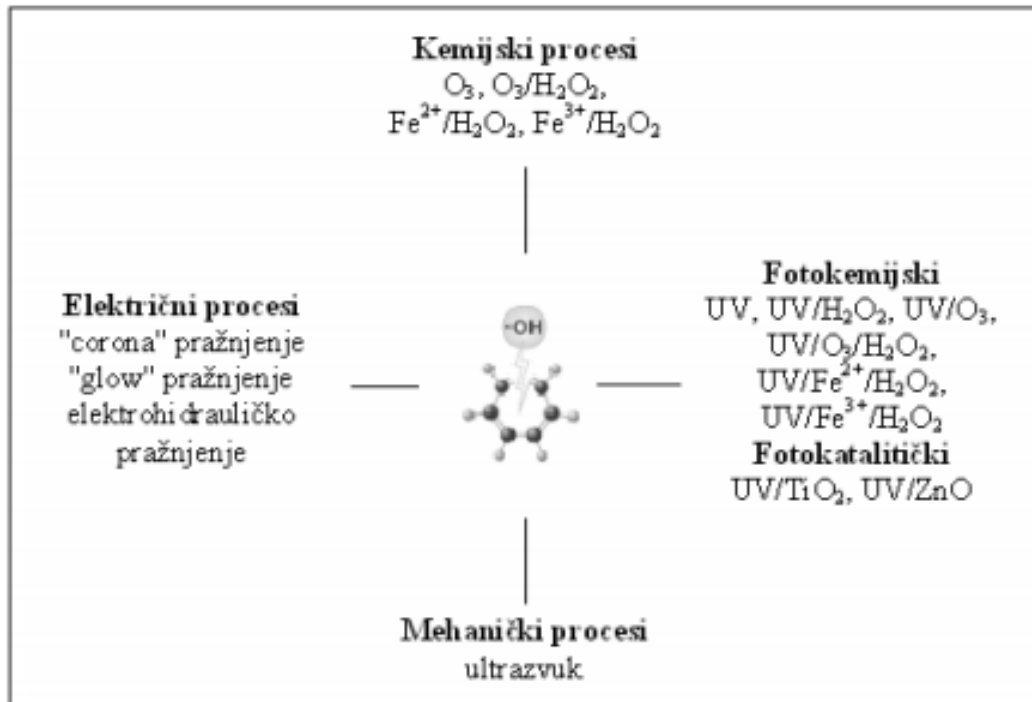 Kemijski procesi
O₃, O₃/H₂O₂,
Fe²⁺/H₂O₂, Fe³⁺/H₂O₂
Električni procesi
"corona" pražnjenje
"glow" pražnjenje
elektrohidrauličko
pražnjenje
·OH
Fotokemijski
UV, UV/H₂O₂, UV/O₃,
UV/O₃/H₂O₂,
UV/Fe²⁺/H₂O₂,
UV/Fe³⁺/H₂O₂
Fotokatalitički
UV/TiO₂, UV/ZnO
Mehanički procesi
ultrazvuk